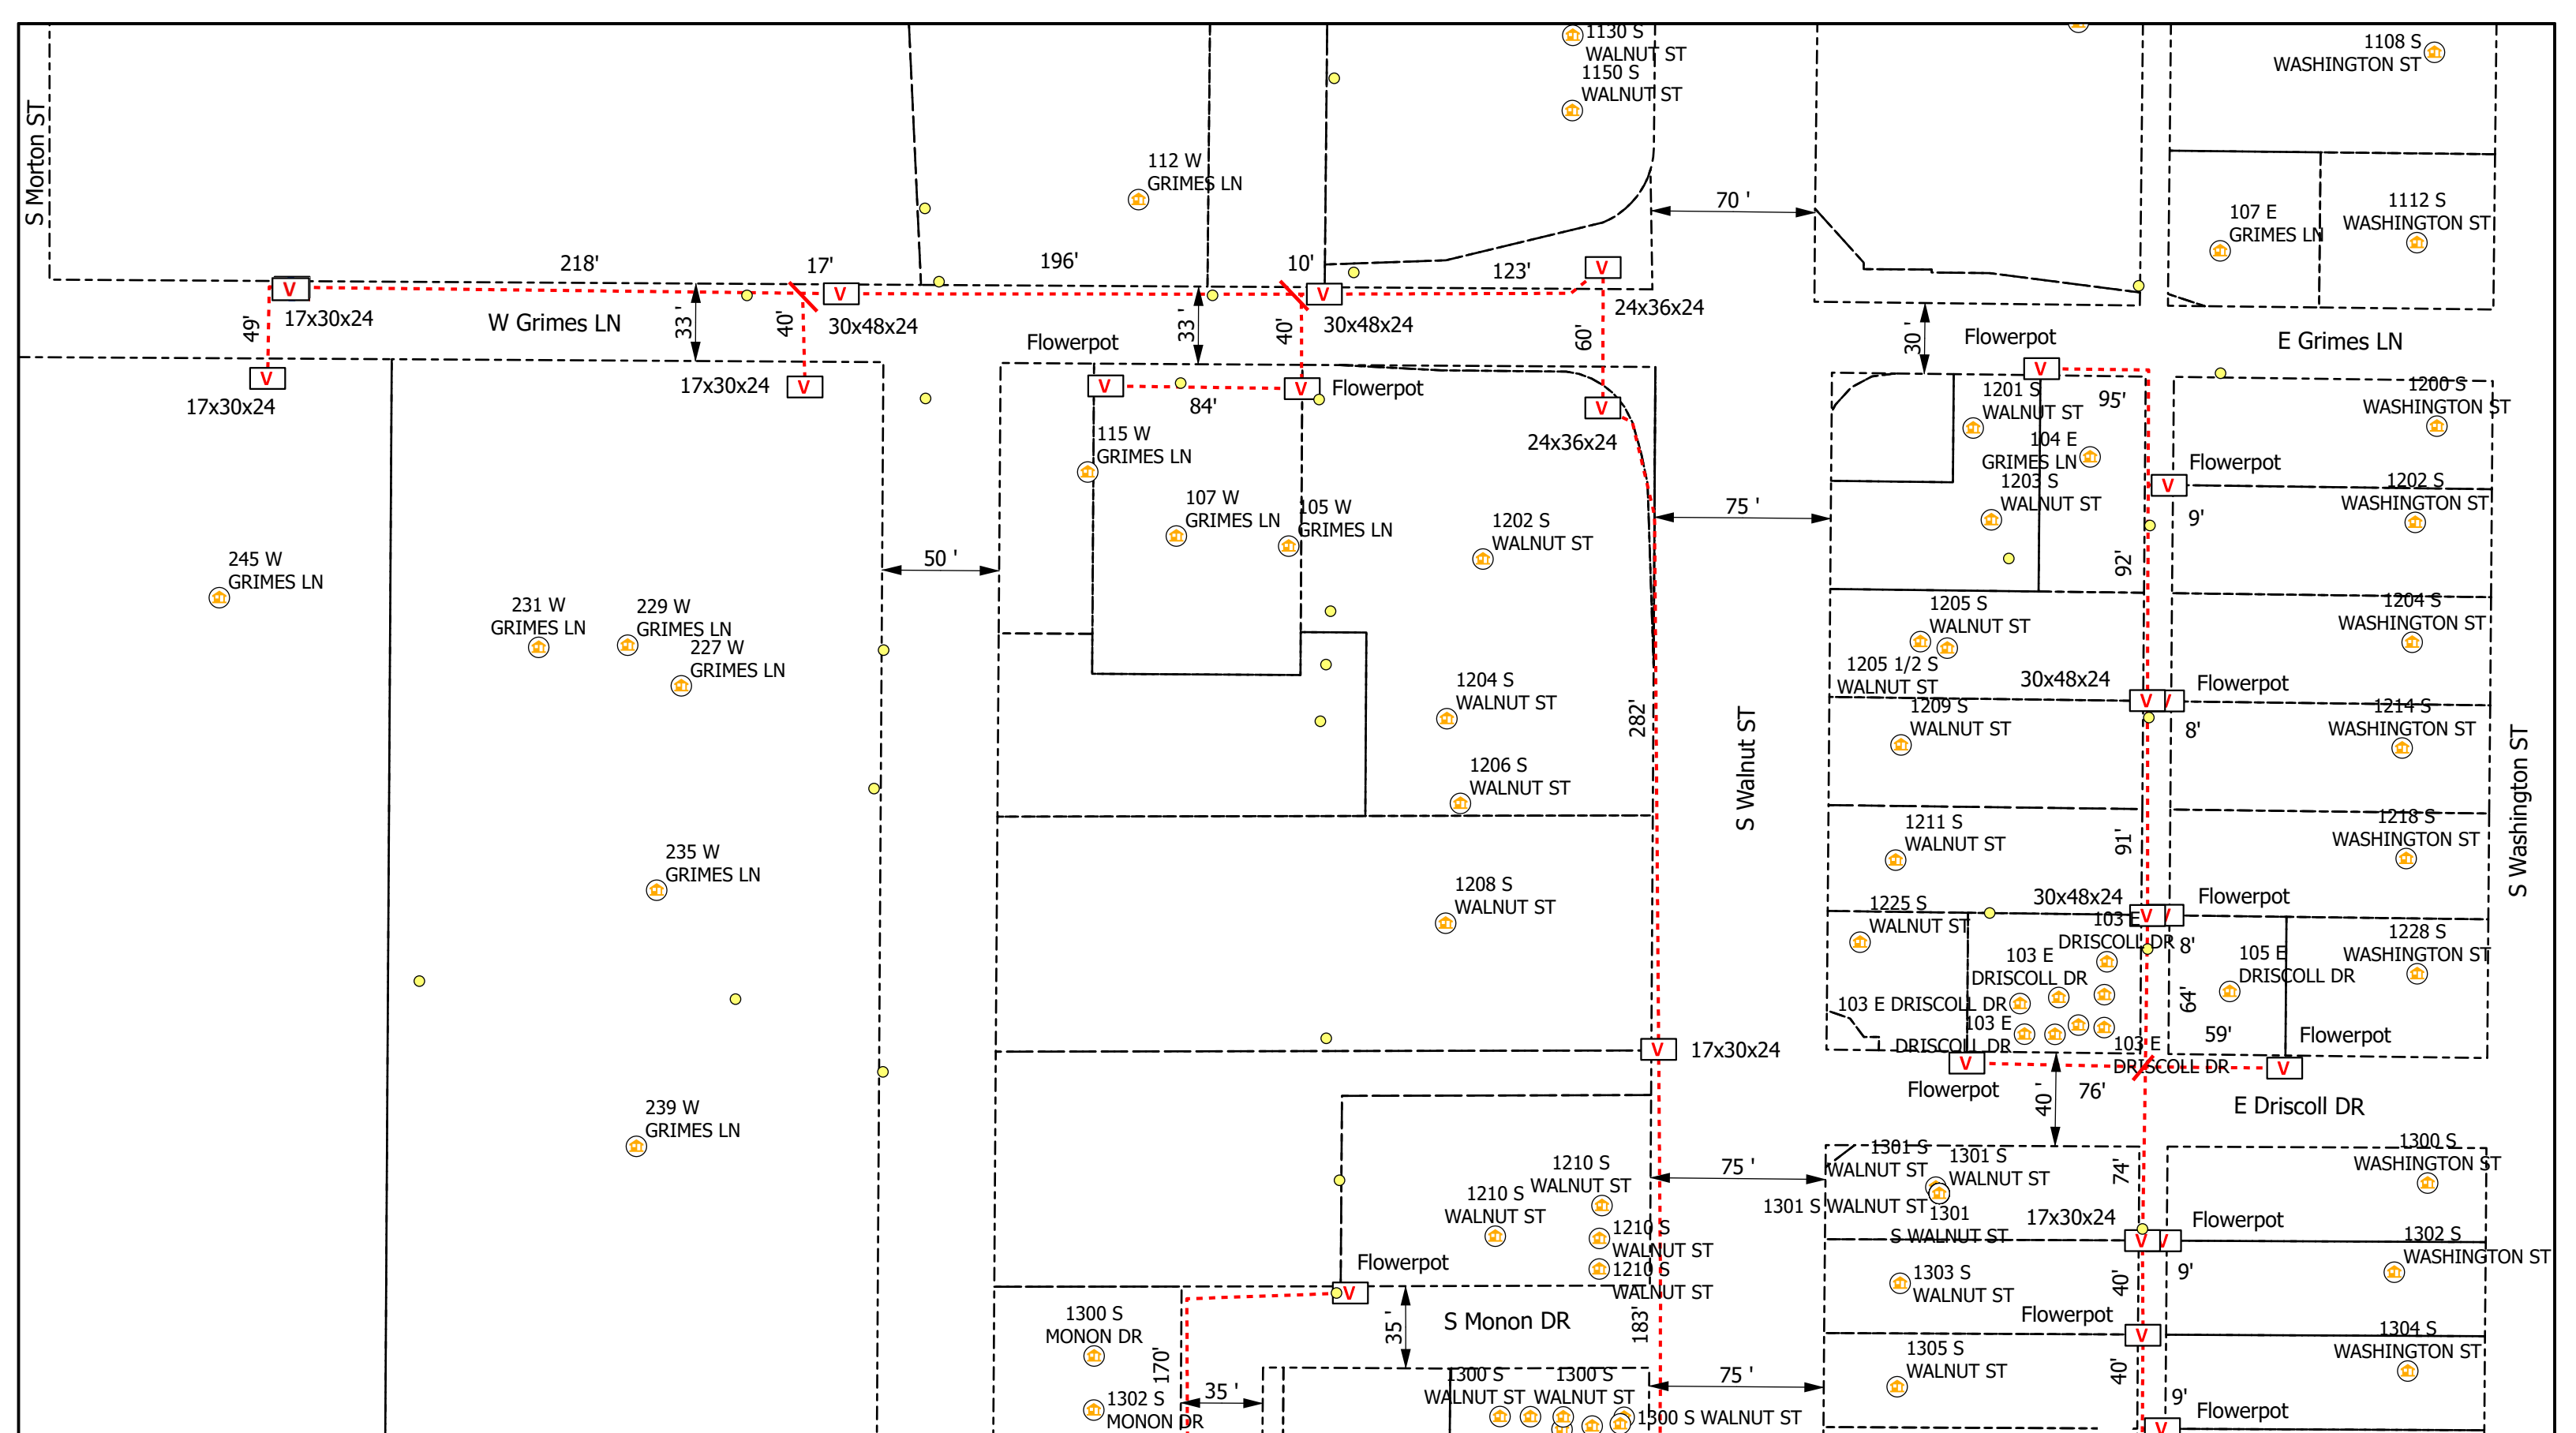 1130 S
WALNUT ST
1150 S
WALNUT ST
1108 S
WASHINGTON ST
S Morton ST
112 W
GRIMES LN
70 '
107 E
GRIMES LN
1112 S
WASHINGTON ST
218'
17'
196'
10'
123'
V
V
V
V
17x30x24
49'
W Grimes LN
33 '
40'
30x48x24
33 '
40'
30x48x24
60'
24x36x24
30 '
Flowerpot
Flowerpot
E Grimes LN
V
17x30x24
17x30x24
V
V
84'
V
Flowerpot
V
24x36x24
V
95'
1201 S
WALNUT ST
104 E
GRIMES LN
1203 S
WALNUT ST
1200 S
WASHINGTON ST
115 W
GRIMES LN
107 W
GRIMES LN
105 W
GRIMES LN
1202 S
WALNUT ST
75 '
Flowerpot
V
9'
1202 S
WASHINGTON ST
50 '
92'
245 W
GRIMES LN
231 W
GRIMES LN
229 W
GRIMES LN
227 W
GRIMES LN
1205 S
WALNUT ST
1205 1/2 S
WALNUT ST
1204 S
WASHINGTON ST
30x48x24
V
V
Flowerpot
8'
1204 S
WALNUT ST
282'
S Walnut ST
1209 S
WALNUT ST
1214 S
WASHINGTON ST
S Washington ST
1206 S
WALNUT ST
1211 S
WALNUT ST
91'
1218 S
WASHINGTON ST
235 W
GRIMES LN
1208 S
WALNUT ST
30x48x24
V
V
Flowerpot
8'
1225 S
WALNUT ST
103 E
DRISCOLL DR
103 E
DRISCOLL DR
103 E DRISCOLL DR
103 E
DRISCOLL DR
103 E
DRISCOLL DR
105 E
DRISCOLL DR
1228 S
WASHINGTON ST
64'
59'
Flowerpot
V
17x30x24
V
V
Flowerpot
40 '
76'
E Driscoll DR
239 W
GRIMES LN
1210 S
WALNUT ST
1210 S
WALNUT ST
1210 S
WALNUT ST
1210 S
WALNUT ST
75 '
1301 S
WALNUT ST
1301 S
WALNUT ST
1301 S WALNUT ST
1301
S WALNUT ST
74'
1300 S
WASHINGTON ST
17x30x24
V
V
Flowerpot
9'
1302 S
WASHINGTON ST
Flowerpot
V
1303 S
WALNUT ST
40'
Flowerpot
V
1300 S
MONON DR
170'
35 '
S Monon DR
183'
1305 S
WALNUT ST
40'
1304 S
WASHINGTON ST
1302 S
MONON DR
35 '
1300 S
WALNUT ST
1300 S
WALNUT ST
1300 S WALNUT ST
75 '
9'
Flowerpot
V